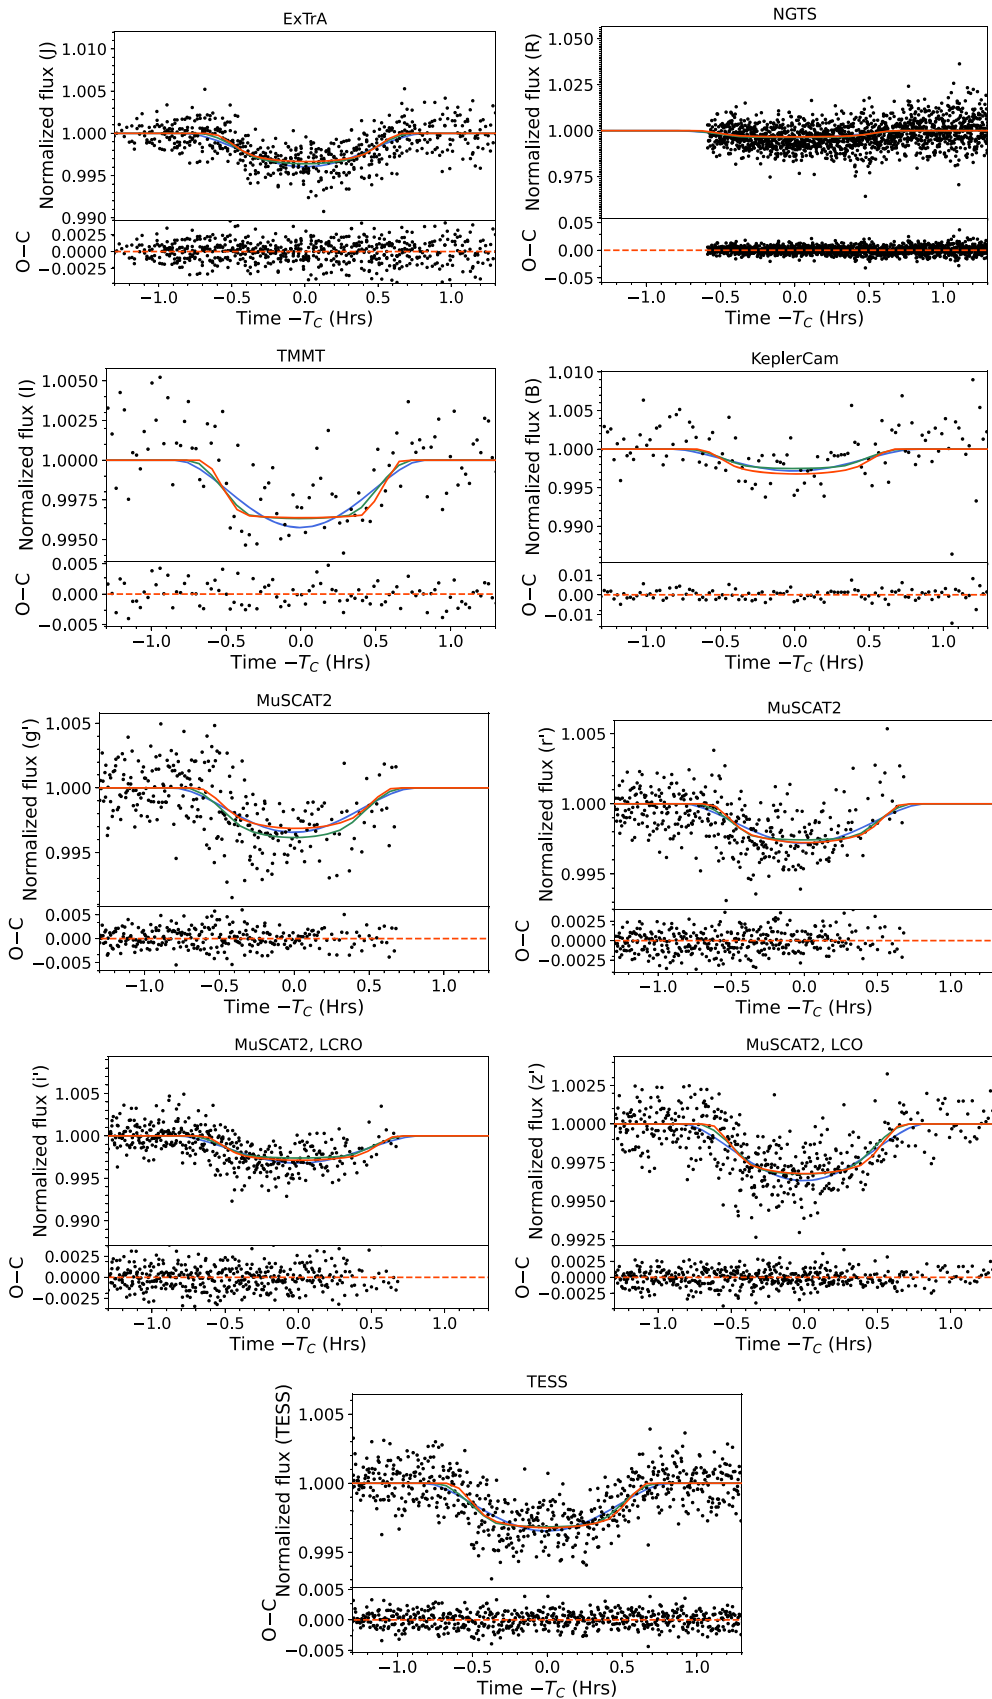 ExTrA
Normalized flux (J)
1.010
1.005
1.000
0.995
0.990
O−C
0.0025
0.0000
−0.0025
−1.0 −0.5 0.0 0.5 1.0
Time −T_C (Hrs)
NGTS
Normalized flux (R)
1.050
1.025
1.000
0.975
O−C
0.05
0.00
−0.05
−1.0 −0.5 0.0 0.5 1.0
Time −T_C (Hrs)
TMMT
Normalized flux (I)
1.0050
1.0025
1.0000
0.9975
0.9950
O−C
0.005
0.000
−0.005
−1.0 −0.5 0.0 0.5 1.0
Time −T_C (Hrs)
KeplerCam
Normalized flux (B)
1.010
1.005
1.000
0.995
0.990
O−C
0.01
0.00
−0.01
−1.0 −0.5 0.0 0.5 1.0
Time −T_C (Hrs)
MuSCAT2
Normalized flux (g')
1.005
1.000
0.995
O−C
0.005
0.000
−0.005
−1.0 −0.5 0.0 0.5 1.0
Time −T_C (Hrs)
MuSCAT2
Normalized flux (r')
1.005
1.000
0.995
O−C
0.0025
0.0000
−0.0025
−1.0 −0.5 0.0 0.5 1.0
Time −T_C (Hrs)
MuSCAT2, LCRO
Normalized flux (i')
1.005
1.000
0.995
0.990
O−C
0.0025
0.0000
−0.0025
−1.0 −0.5 0.0 0.5 1.0
Time −T_C (Hrs)
MuSCAT2, LCO
Normalized flux (z')
1.0025
1.0000
0.9975
0.9950
0.9925
O−C
0.0025
0.0000
−0.0025
−1.0 −0.5 0.0 0.5 1.0
Time −T_C (Hrs)
TESS
Normalized flux (TESS)
1.005
1.000
0.995
O−C
0.005
0.000
−0.005
−1.0 −0.5 0.0 0.5 1.0
Time −T_C (Hrs)